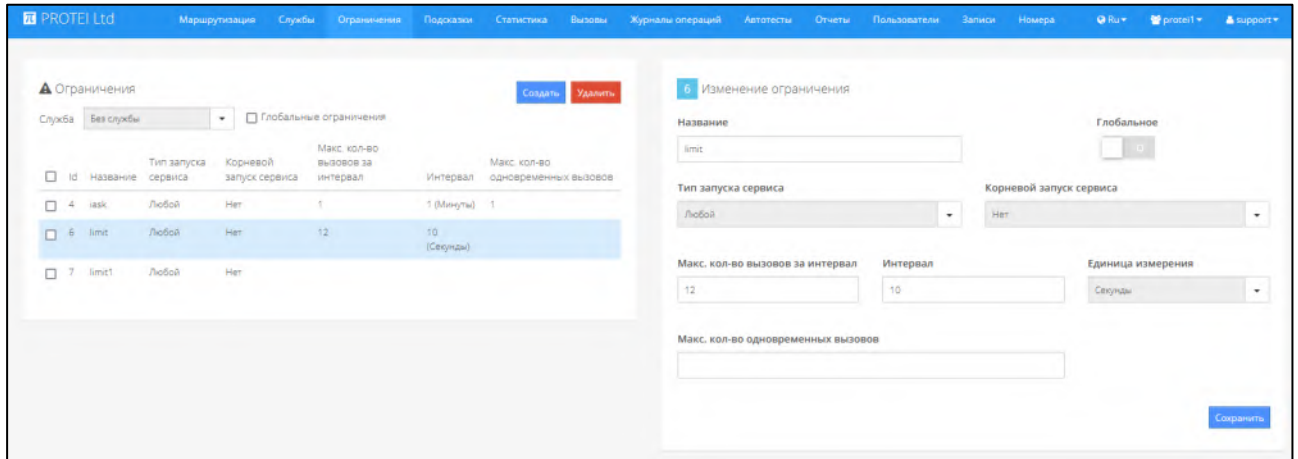 PROTEI Ltd Маршрутизация Службы Ограничения Подсказки Статистика Вызовы Журналы операций Автотесты Отчеты Пользователи Записи Номера Ru protei1 support
Ограничения Создать Удалить
Служба Без службы Глобальные ограничения
Id Название Тип запуска сервиса Корневой запуск сервиса Макс. кол-во вызовов за интервал Интервал Макс. кол-во одновременных вызовов
4 iask Любой Нет 1 1 (Минуты) 1
6 limit Любой Нет 12 10 (Секунды)
7 limit1 Любой Нет
6 Изменение ограничения
Название Глобальное
limit
Тип запуска сервиса Корневой запуск сервиса
Любой Нет
Макс. кол-во вызовов за интервал Интервал Единица измерения
12 10 Секунды
Макс. кол-во одновременных вызовов
Сохранить